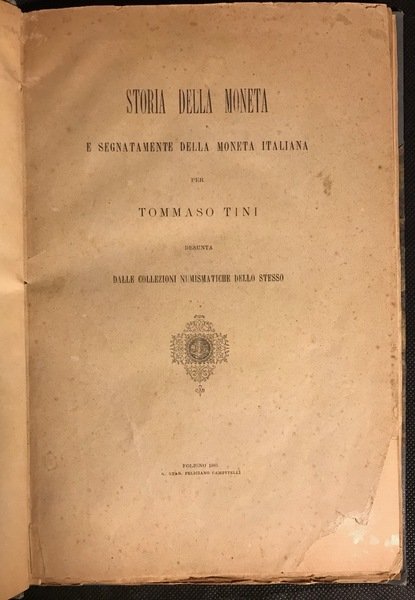 STORIA DELLA MONETA
E SEGNATAMENTE DELLA MONETA ITALIANA
PER
TOMMASO TINI
DESUNTA
DALLE COLLEZIONI NUMISMATICHE DELLO STESSO
FOLIGNO
STAB. FELICIANO CAMPITELLI